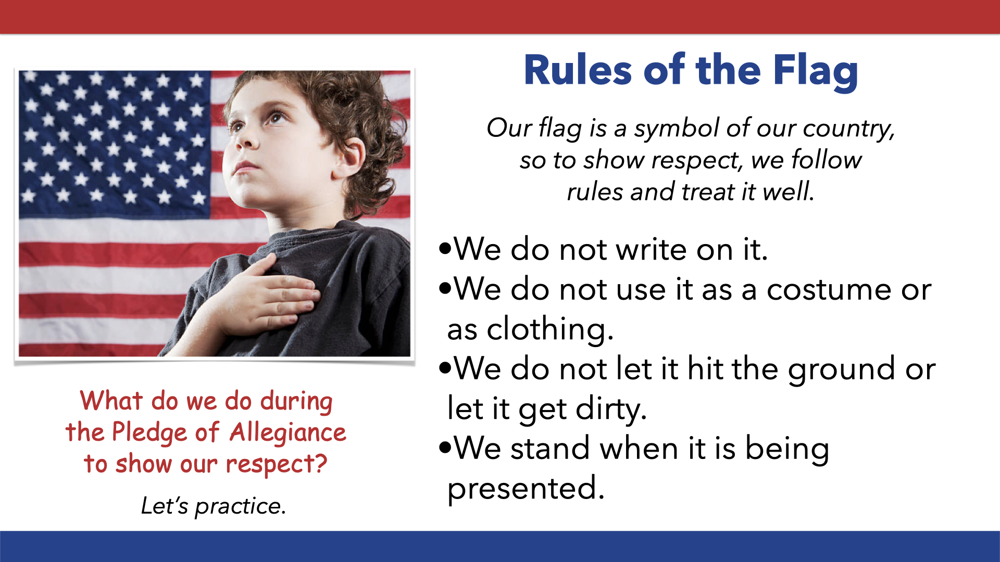 Rules of the Flag
Our flag is a symbol of our country,
so to show respect, we follow
rules and treat it well.
•We do not write on it.
•We do not use it as a costume or
as clothing.
•We do not let it hit the ground or
let it get dirty.
•We stand when it is being
presented.
What do we do during
the Pledge of Allegiance
to show our respect?
Let’s practice.